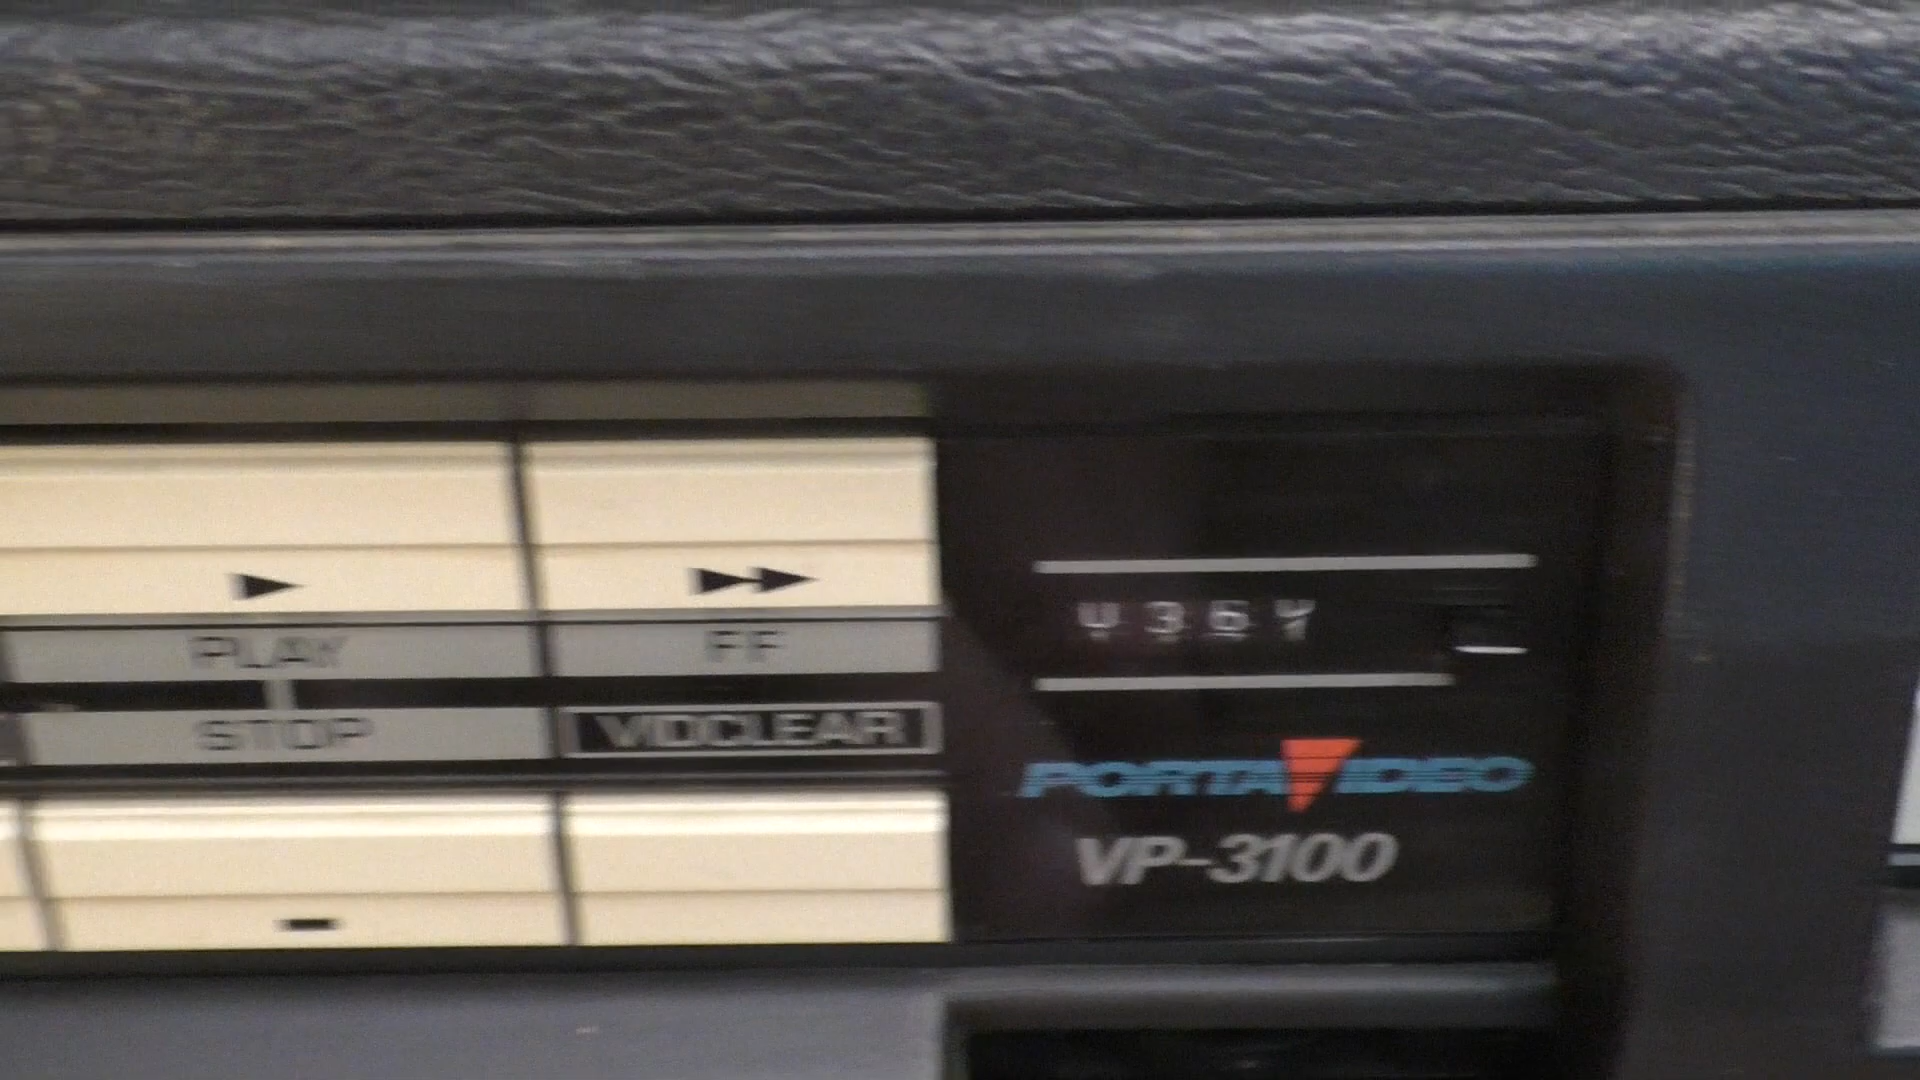 PLAY
FF
STOP
VIDCLEAR
PORTAVIDEO
VP-3100